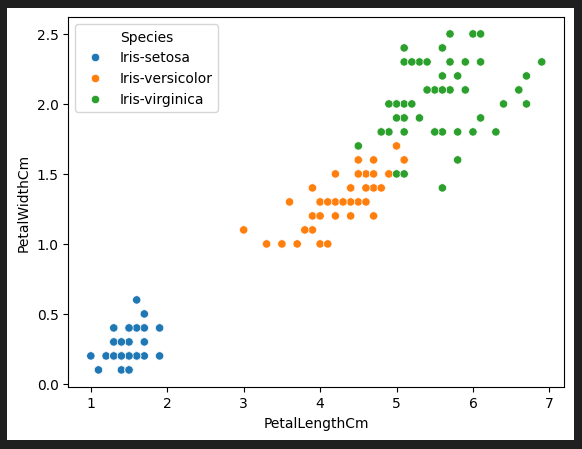 Species
Iris-setosa
Iris-versicolor
Iris-virginica
PetalWidthCm
2.5
2.0
1.5
1.0
0.5
0.0
1 2 3 4 5 6 7
PetalLengthCm